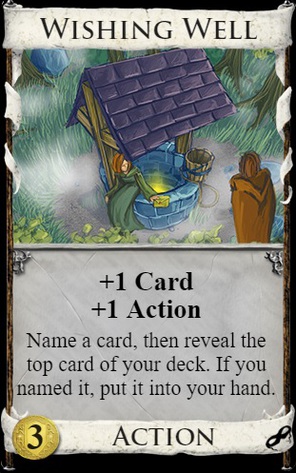 WISHING WELL
+1 Card
+1 Action
Name a card, then reveal the
top card of your deck. If you
named it, put it into your hand.
3 ACTION